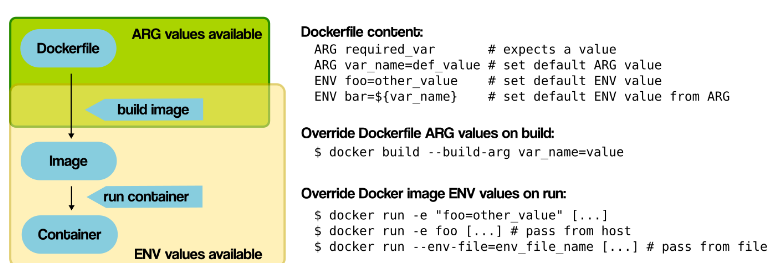 ARG values available
Dockerfile
build image
Image
run container
Container
ENV values available
Dockerfile content:
ARG required_var # expects a value
ARG var_name=def_value # set default ARG value
ENV foo=other_value # set default ENV value
ENV bar=${var_name} # set default ENV value from ARG
Override Dockerfile ARG values on build:
$ docker build --build-arg var_name=value
Override Docker image ENV values on run:
$ docker run -e "foo=other_value" [...]
$ docker run -e foo [...] # pass from host
$ docker run --env-file=env_file_name [...] # pass from file